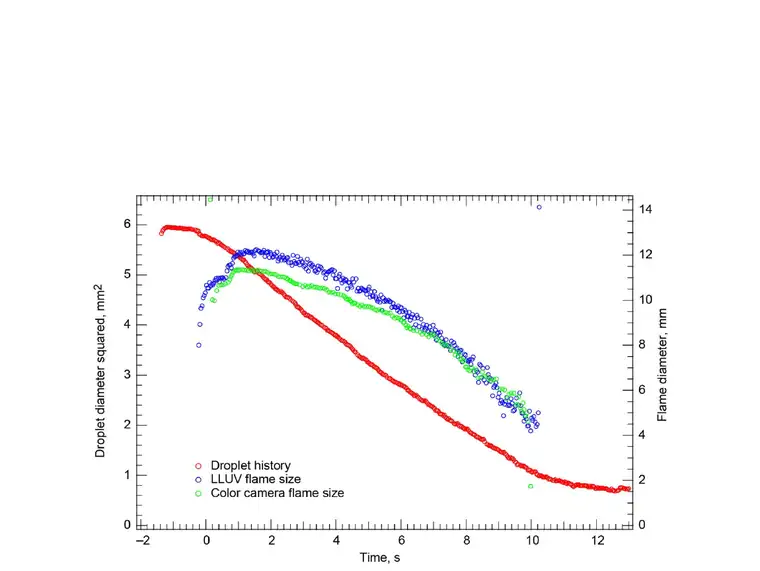 6
5
4
3
2
1
0
Droplet diameter squared, mm2
14
12
10
8
6
4
2
0
Flame diameter, mm
Droplet history
LLUV flame size
Color camera flame size
–2 0 2 4 6 8 10 12
Time, s